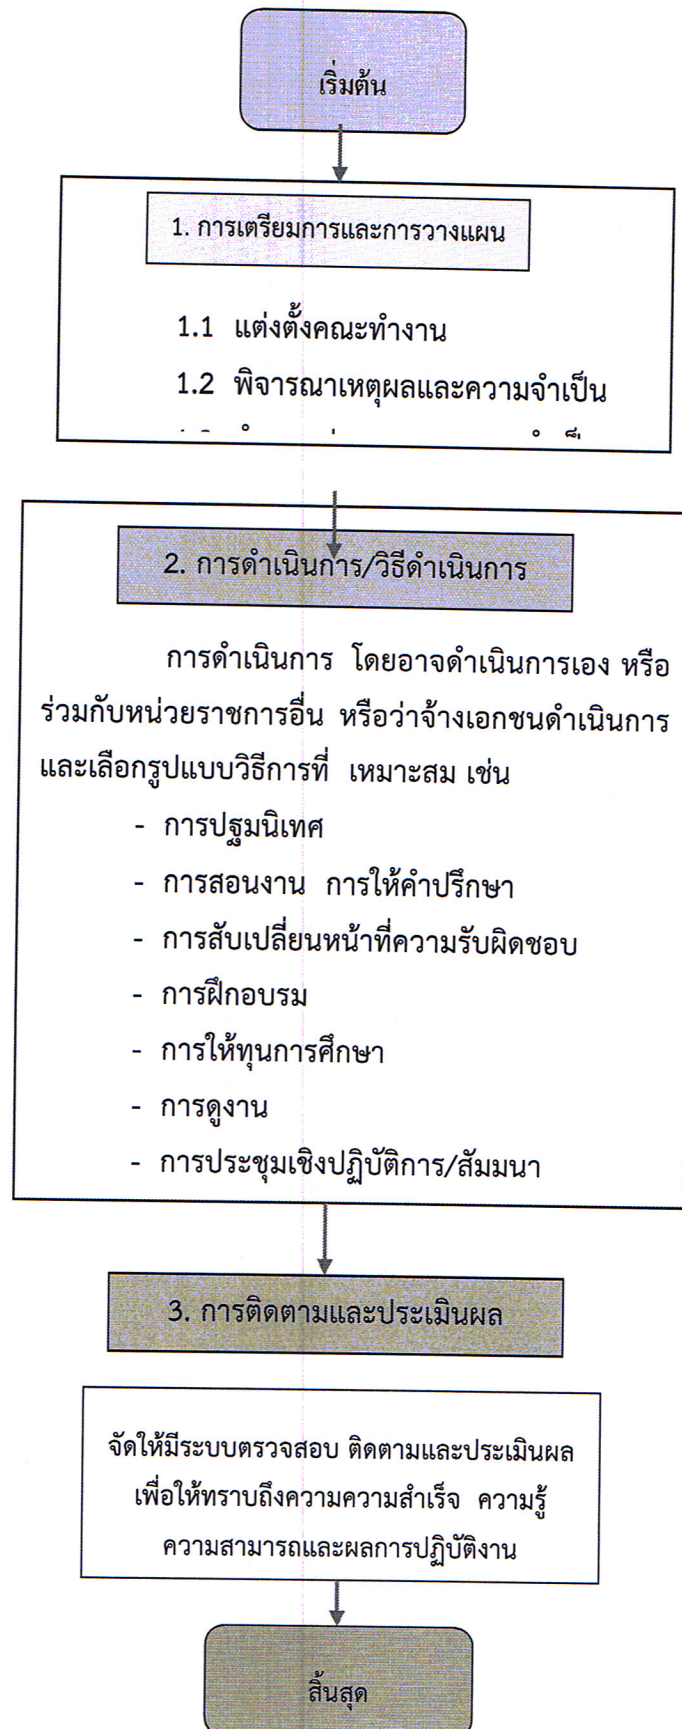 เริ่มต้น
1. การเตรียมการและการวางแผน
1.1 แต่งตั้งคณะทำงาน
1.2 พิจารณาเหตุผลและความจำเป็น
2. การดำเนินการ/วิธีดำเนินการ
การดำเนินการ โดยอาจดำเนินการเอง หรือ
ร่วมกับหน่วยราชการอื่น หรือว่าจ้างเอกชนดำเนินการ
และเลือกรูปแบบวิธีการที่ เหมาะสม เช่น
- การปฐมนิเทศ
- การสอนงาน การให้คำปรึกษา
- การสับเปลี่ยนหน้าที่ความรับผิดชอบ
- การฝึกอบรม
- การให้ทุนการศึกษา
- การดูงาน
- การประชุมเชิงปฏิบัติการ/สัมมนา
3. การติดตามและประเมินผล
จัดให้มีระบบตรวจสอบ ติดตามและประเมินผล
เพื่อให้ทราบถึงความความสำเร็จ ความรู้
ความสามารถและผลการปฏิบัติงาน
สิ้นสุด